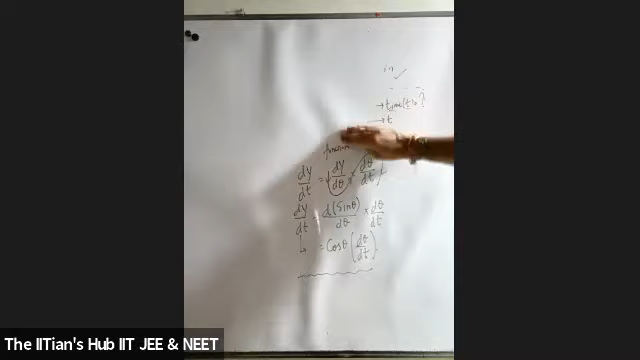 in ✓
→ t
dy/dt = dy/dθ × dθ/dt
dy/dt = d(Sinθ)/dθ × dθ/dt
= Cosθ (dθ/dt)
The IITian's Hub IIT JEE & NEET